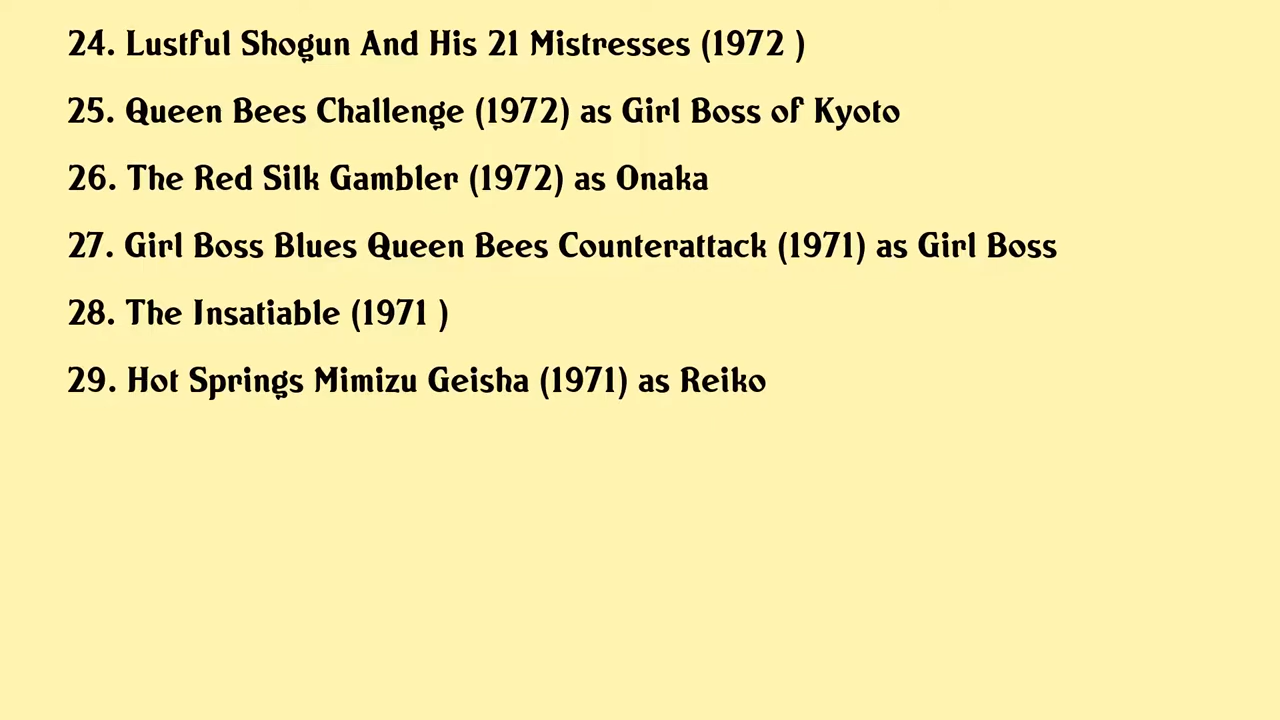 24. Lustful Shogun And His 21 Mistresses (1972 )
25. Queen Bees Challenge (1972) as Girl Boss of Kyoto
26. The Red Silk Gambler (1972) as Onaka
27. Girl Boss Blues Queen Bees Counterattack (1971) as Girl Boss
28. The Insatiable (1971 )
29. Hot Springs Mimizu Geisha (1971) as Reiko